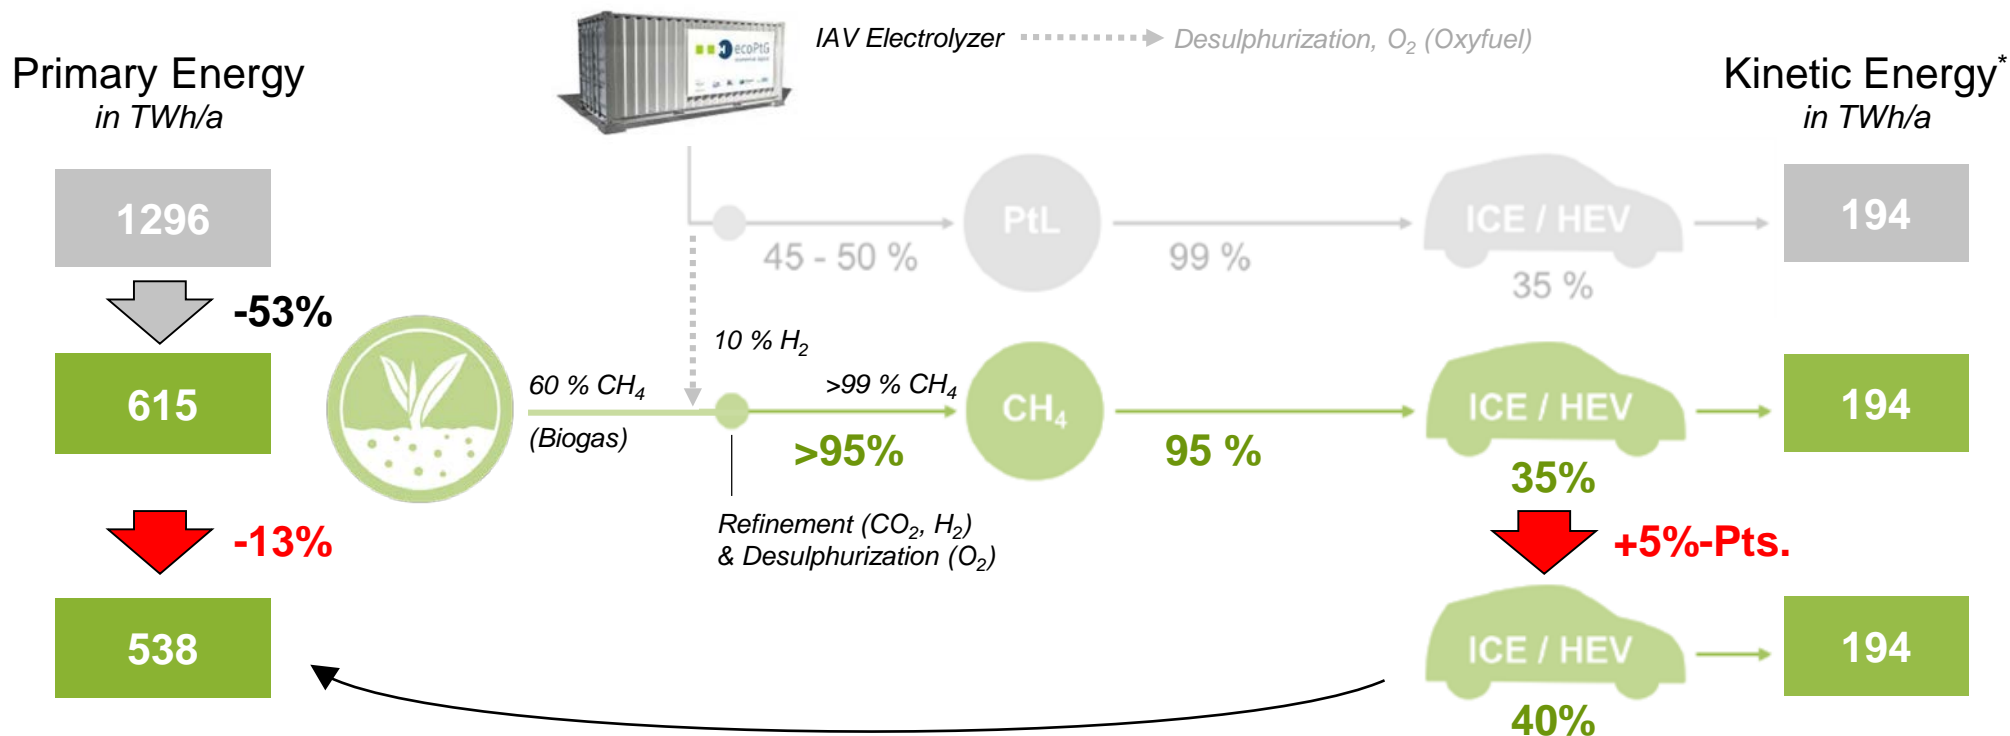 IAV Electrolyzer
Desulphurization, O₂ (Oxyfuel)
ecoPtG
Primary Energy
in TWh/a
Kinetic Energy*
in TWh/a
1296
PtL
ICE / HEV
194
45 - 50 %
99 %
35 %
-53%
10 % H₂
60 % CH₄
>99 % CH₄
615
CH₄
ICE / HEV
194
(Biogas)
>95%
95 %
35%
Refinement (CO₂, H₂)
& Desulphurization (O₂)
-13%
+5%-Pts.
538
ICE / HEV
194
40%